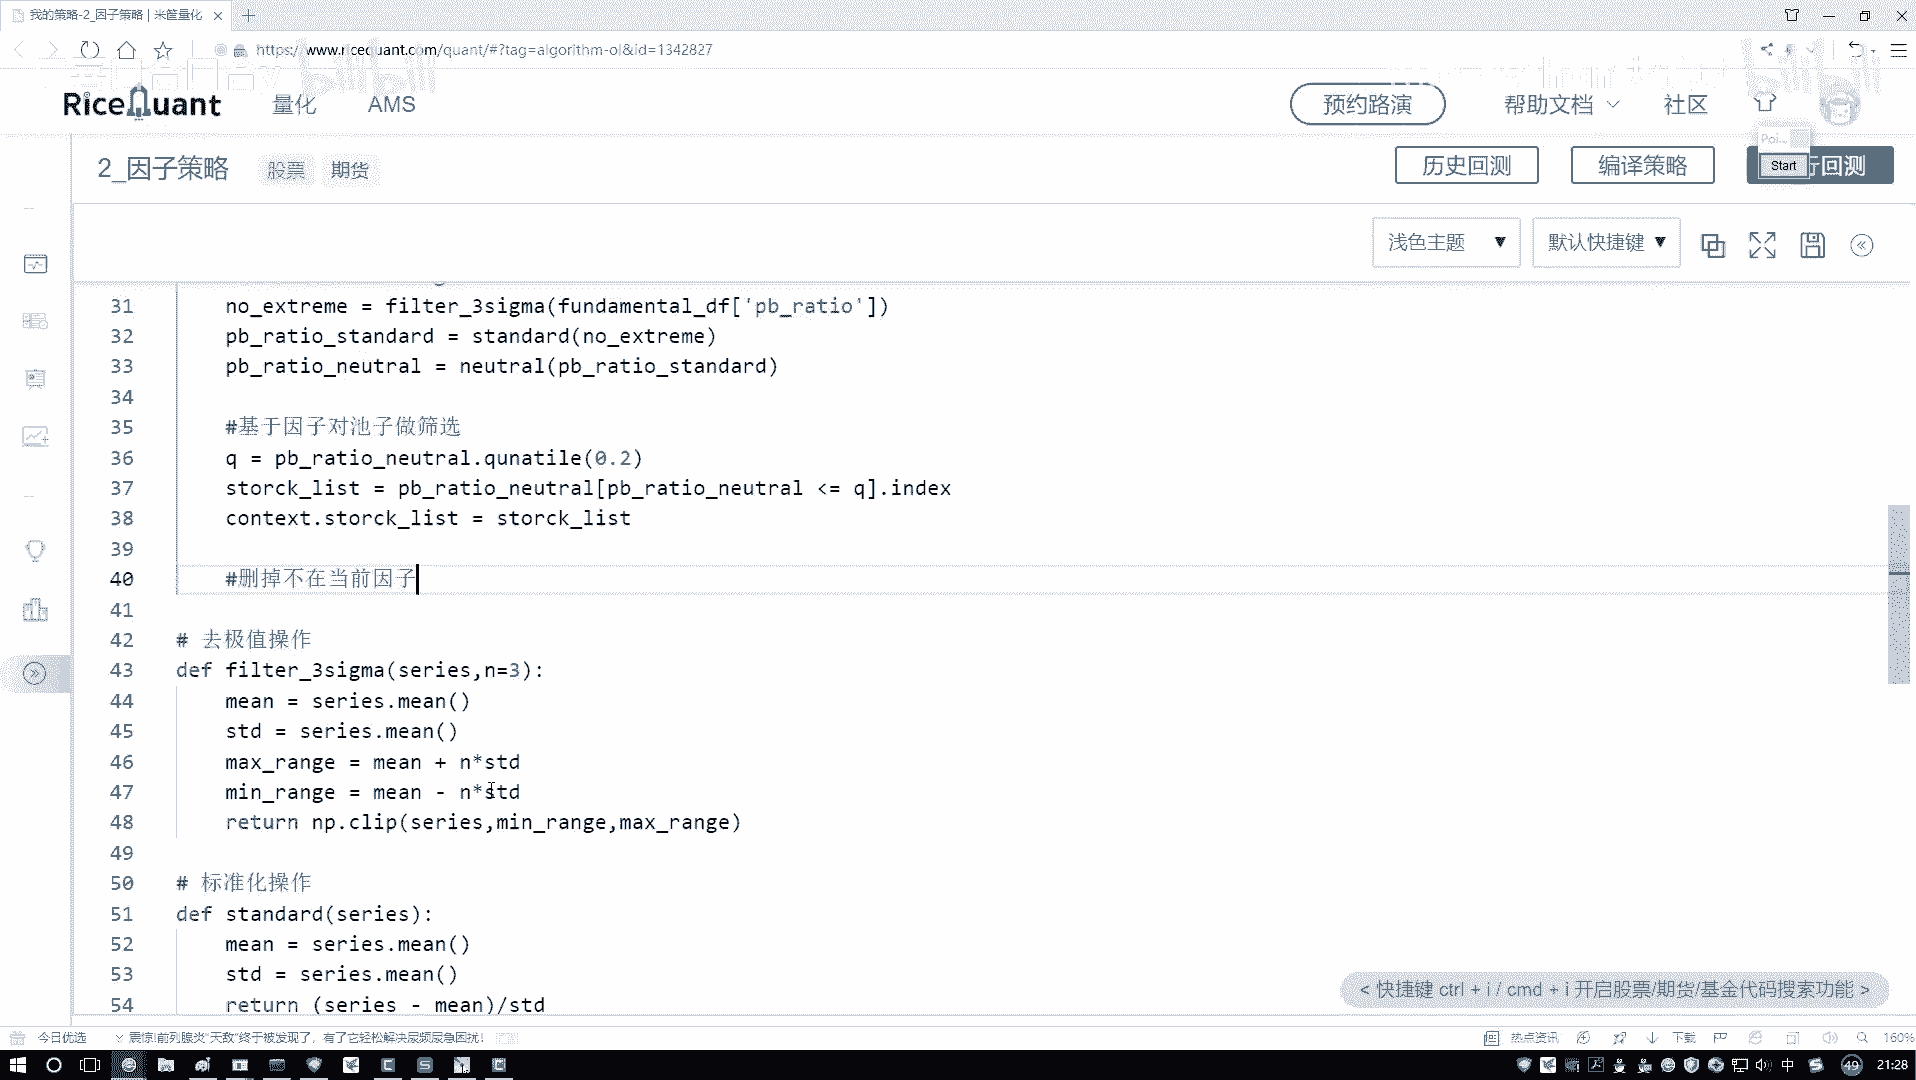 我的策略-2_因子策略 | 米筐量化
https://www.ricequant.com/quant/#?tag=algorithm-ol&id=1342827
bilibili
bilibili
RiceQuant
量化
AMS
预约路演
帮助文档
社区
2_因子策略
股票
期货
历史回测
编译策略
Start
行回测
浅色主题
默认快捷键
31 no_extreme = filter_3sigma(fundamental_df['pb_ratio'])
32 pb_ratio_standard = standard(no_extreme)
33 pb_ratio_neutral = neutral(pb_ratio_standard)
34
35 #基于因子对池子做筛选
36 q = pb_ratio_neutral.qunatile(0.2)
37 storck_list = pb_ratio_neutral[pb_ratio_neutral <= q].index
38 context.storck_list = storck_list
39
40 #删掉不在当前因子
41
42 # 去极值操作
43 def filter_3sigma(series,n=3):
44 mean = series.mean()
45 std = series.mean()
46 max_range = mean + n*std
47 min_range = mean - n*std
48 return np.clip(series,min_range,max_range)
49
50 # 标准化操作
51 def standard(series):
52 mean = series.mean()
53 std = series.mean()
54 return (series - mean)/std
< 快捷键 ctrl + i / cmd + i 开启股票/期货/基金代码搜索功能 >
今日优选
震惊!前列腺炎"天敌"终于被发现了，有了它轻松解决尿频尿急困扰!
热点资讯
下载
160%
中
49
21:28